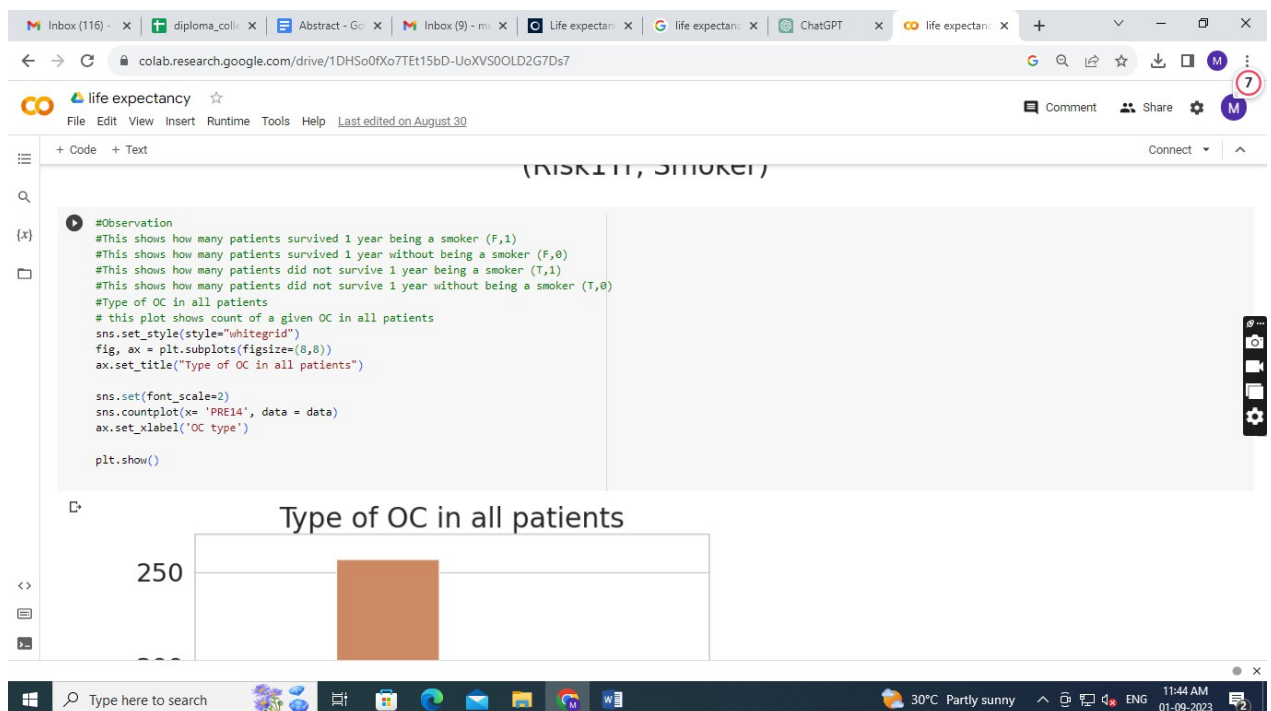 Inbox (116) -
diploma_colle
Abstract - Go
Inbox (9) - m
Life expectan
life expectanc
ChatGPT
life expectanc
colab.research.google.com/drive/1DHSo0fXo7TEt15bD-UoXVS0OLD2G7Ds7
M
7
life expectancy
File Edit View Insert Runtime Tools Help Last edited on August 30
Comment Share M
+ Code + Text
Connect
(Risk1Yr, Smoker)
{x}
#Observation
#This shows how many patients survived 1 year being a smoker (F,1)
#This shows how many patients survived 1 year without being a smoker (F,0)
#This shows how many patients did not survive 1 year being a smoker (T,1)
#This shows how many patients did not survive 1 year without being a smoker (T,0)
#Type of OC in all patients
# this plot shows count of a given OC in all patients
sns.set_style(style="whitegrid")
fig, ax = plt.subplots(figsize=(8,8))
ax.set_title("Type of OC in all patients")
sns.set(font_scale=2)
sns.countplot(x= 'PRE14', data = data)
ax.set_xlabel('OC type')
plt.show()
Type of OC in all patients
250
200
Type here to search
30°C Partly sunny
ENG
11:44 AM
01-09-2023
2